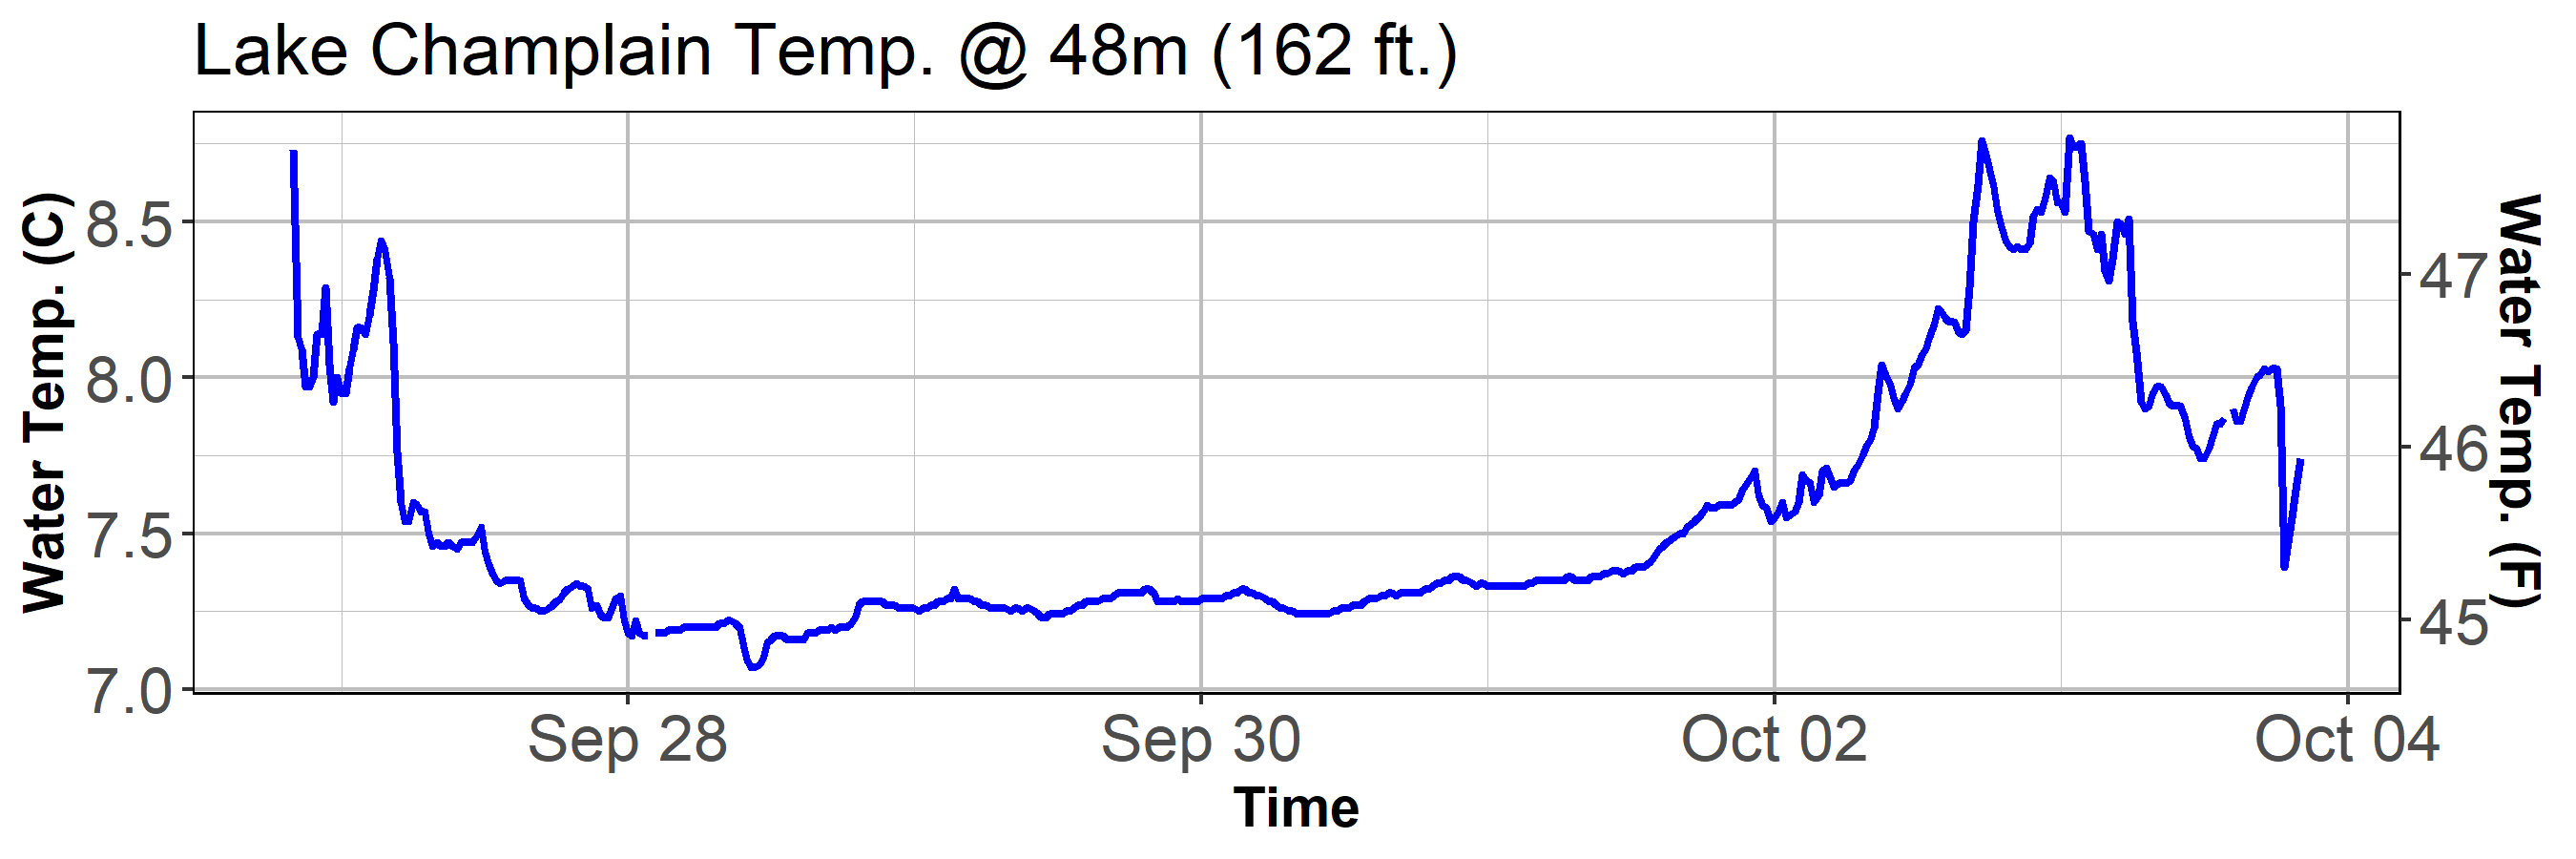 Lake Champlain Temp. @ 48m (162 ft.)
Water Temp. (C)
8.5
8.0
7.5
7.0
47
46
45
Water Temp. (F)
Sep 28
Sep 30
Oct 02
Oct 04
Time